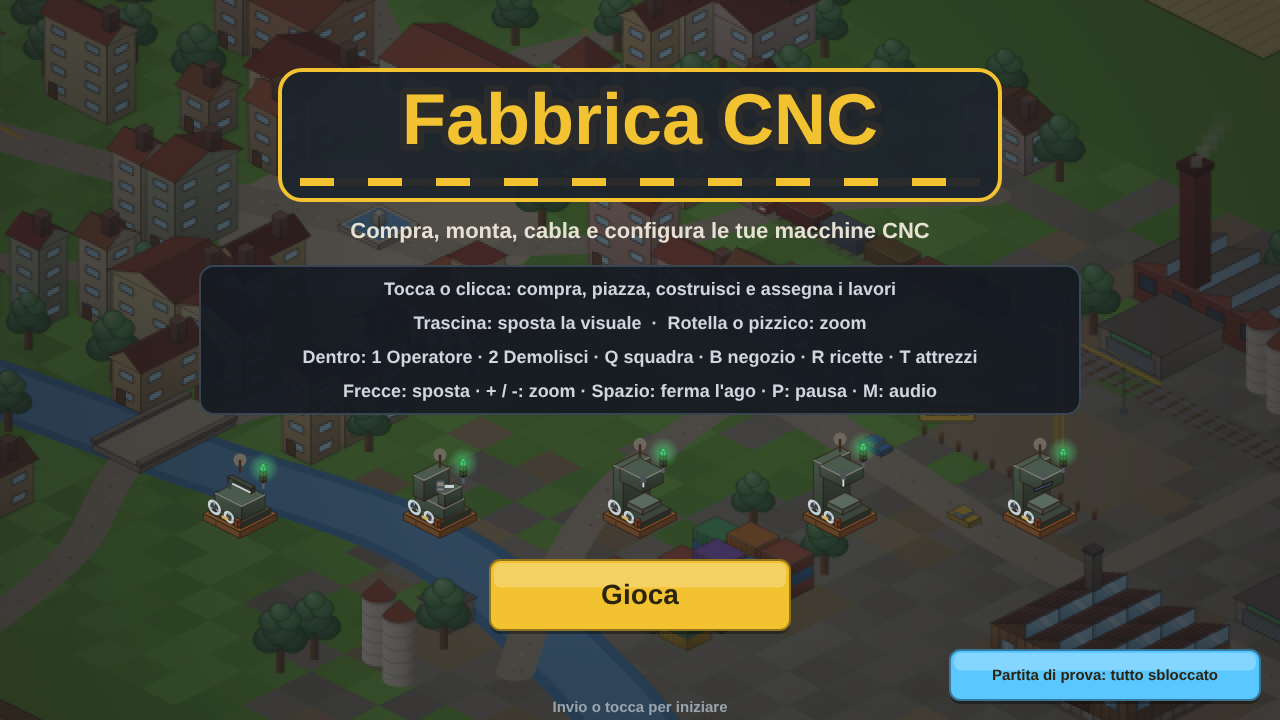 Fabbrica CNC
Compra, monta, cabla e configura le tue macchine CNC
Tocca o clicca: compra, piazza, costruisci e assegna i lavori
Trascina: sposta la visuale · Rotella o pizzico: zoom
Dentro: 1 Operatore · 2 Demolisci · Q squadra · B negozio · R ricette · T attrezzi
Frecce: sposta · + / -: zoom · Spazio: ferma l'ago · P: pausa · M: audio
Gioca
Partita di prova: tutto sbloccato
Invio o tocca per iniziare